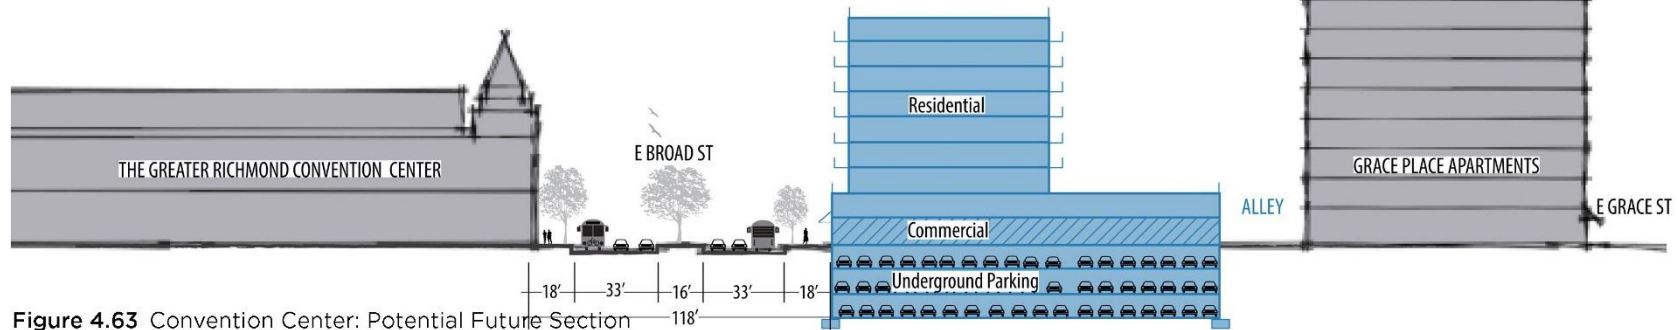 Residential
E BROAD ST
THE GREATER RICHMOND CONVENTION CENTER
GRACE PLACE APARTMENTS
ALLEY
E GRACE ST
Commercial
Underground Parking
18' 33' 16' 33' 18'
118'
Figure 4.63 Convention Center: Potential Future Section